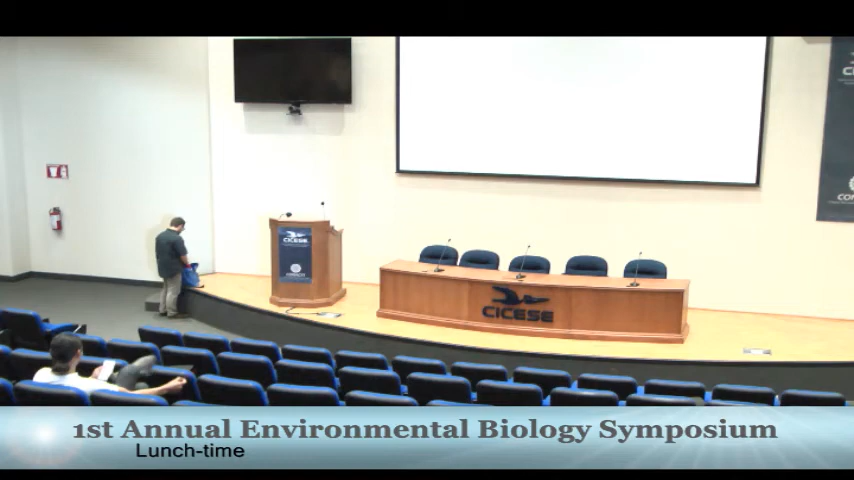 CICESE
CICESE
1st Annual Environmental Biology Symposium
Lunch-time